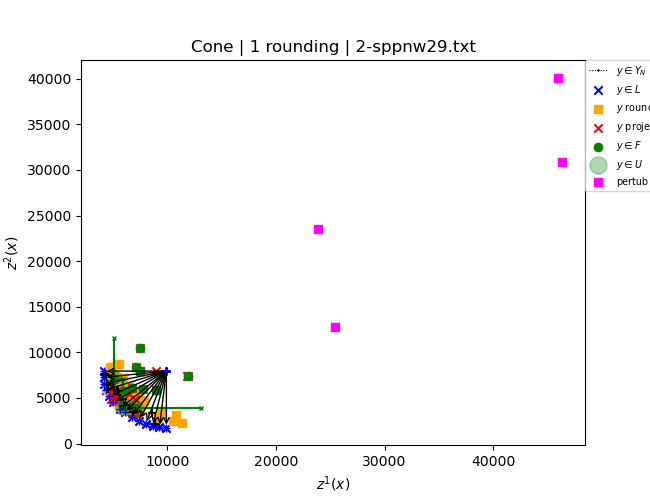 Cone | 1 rounding | 2-sppnw29.txt
40000
35000
30000
25000
20000
15000
10000
5000
0
z²(x)
10000 20000 30000 40000
z¹(x)
y ∈ Y_N
y ∈ L
y round
y proje
y ∈ F
y ∈ U
pertub